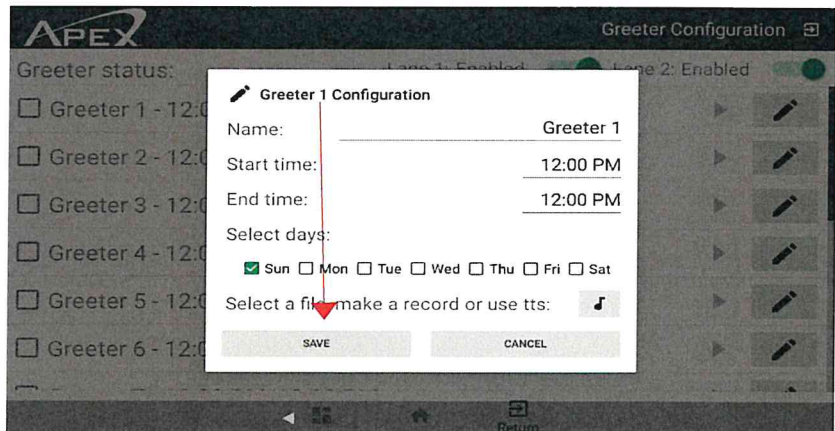 APEX
Greeter Configuration
Greeter status:
Lane 1: Enabled
Lane 2: Enabled
Greeter 1 - 12:0
Greeter 2 - 12:0
Greeter 3 - 12:0
Greeter 4 - 12:0
Greeter 5 - 12:0
Greeter 6 - 12:0
Greeter 1 Configuration
Name: Greeter 1
Start time: 12:00 PM
End time: 12:00 PM
Select days:
Sun Mon Tue Wed Thu Fri Sat
Select a file, make a record or use tts:
SAVE CANCEL
Return